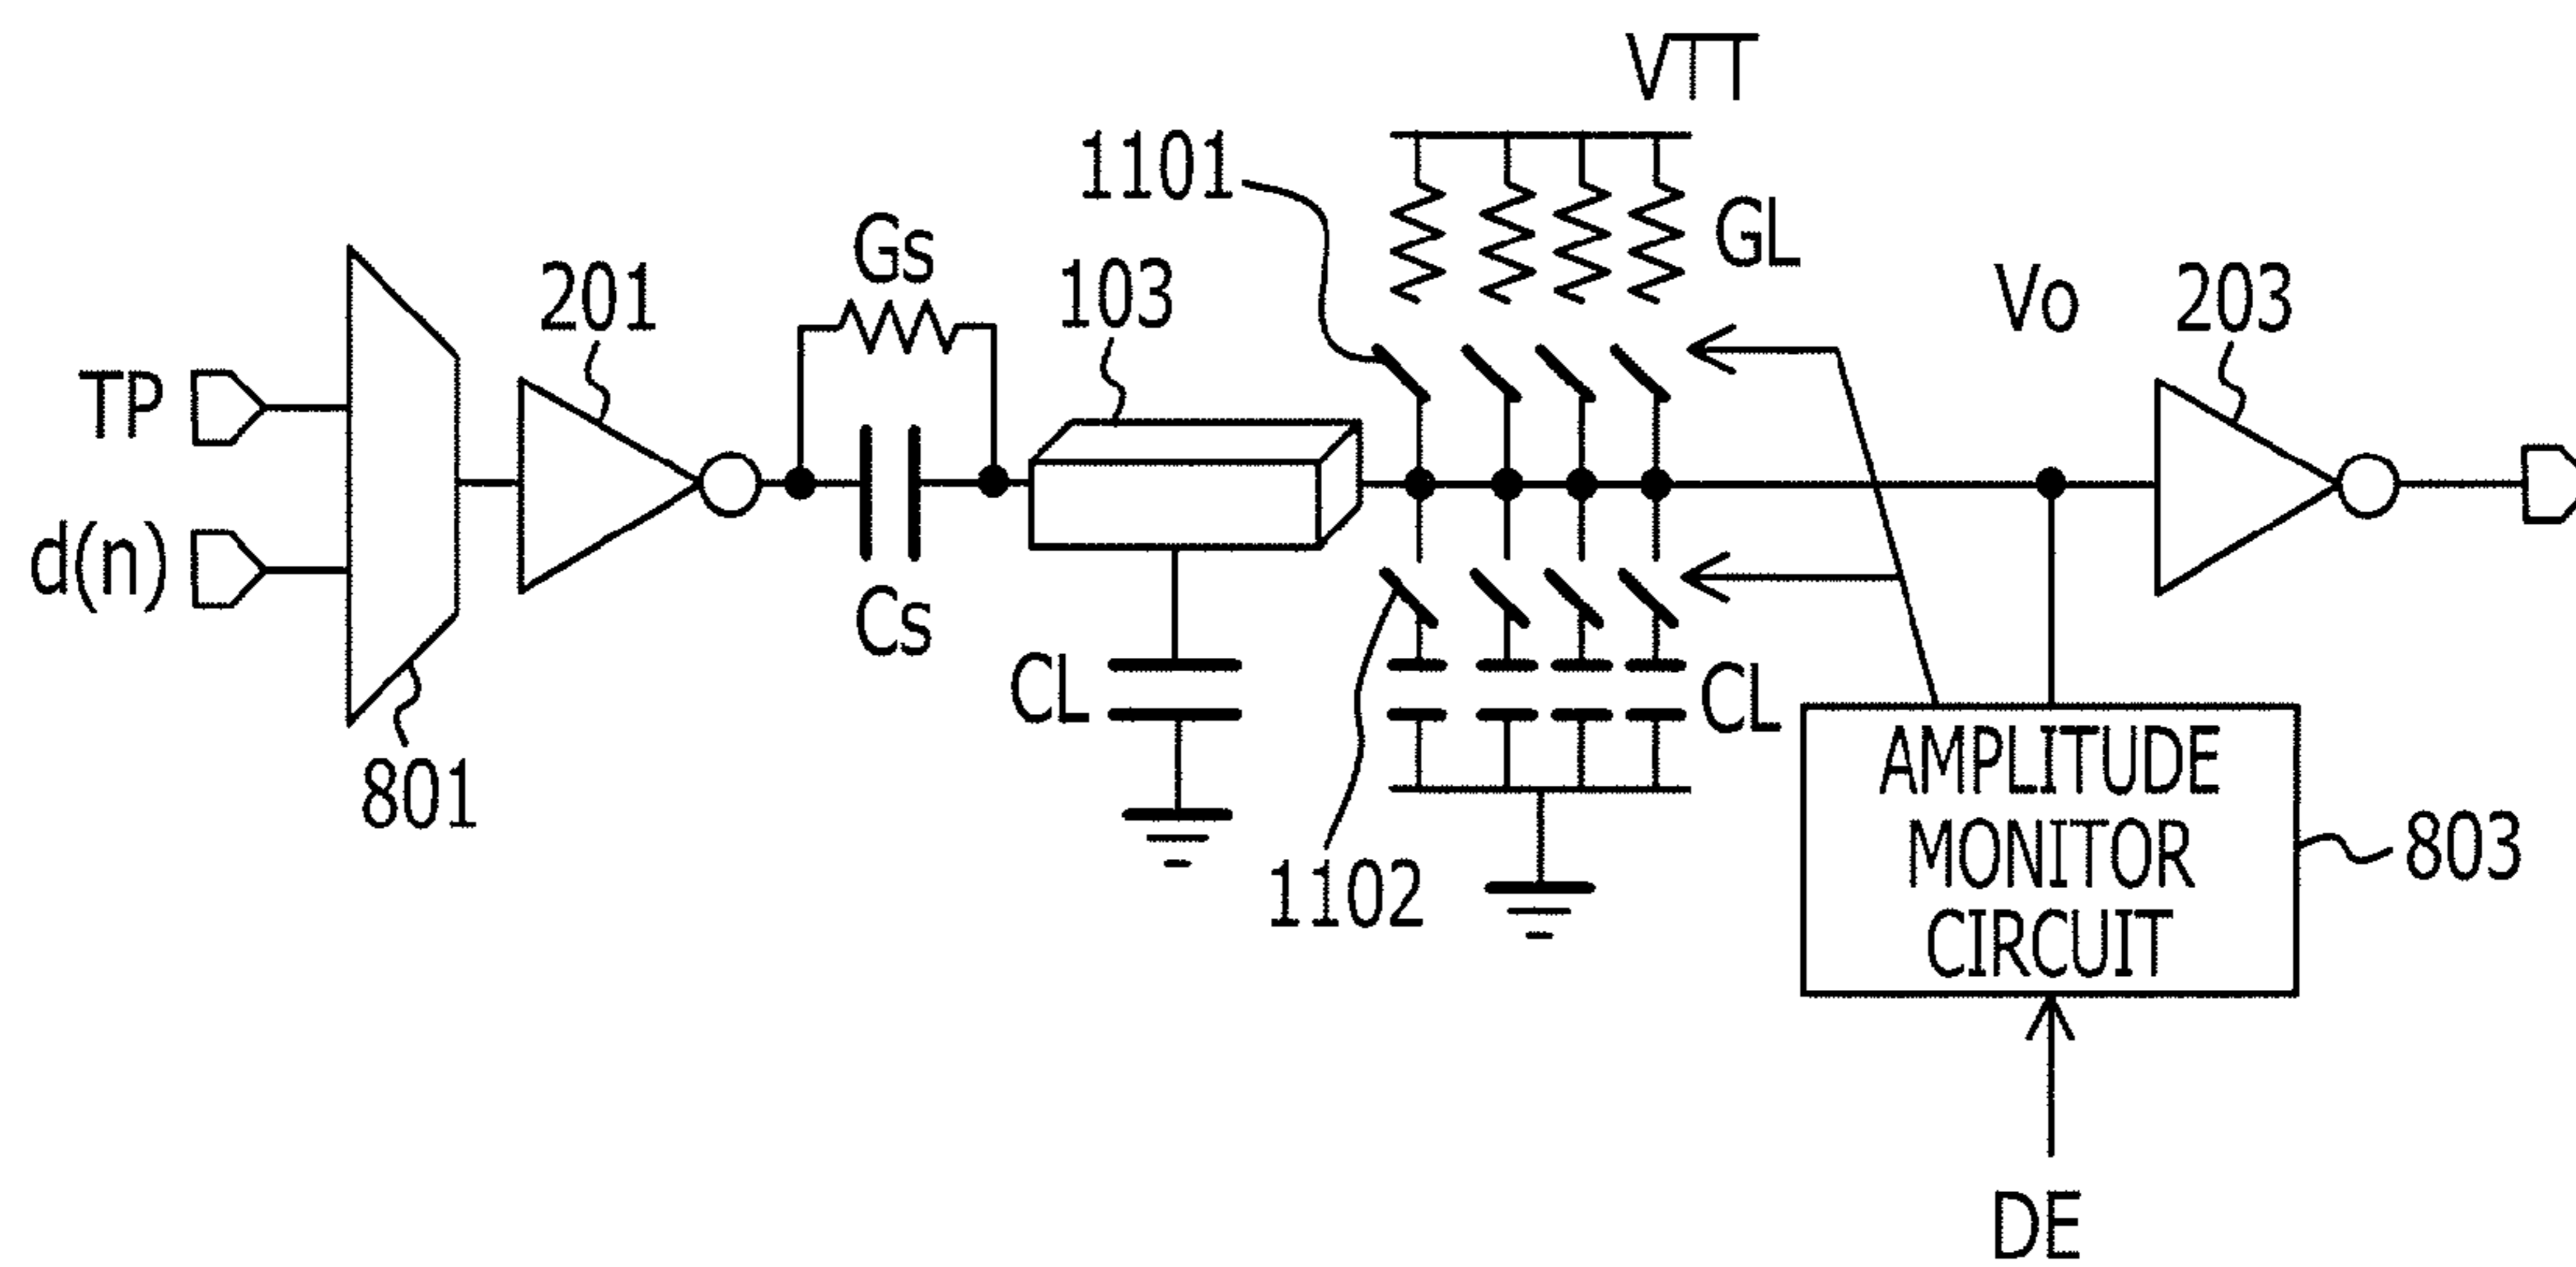 VTT
1101
Gs
GL
201
103
Vo
203
TP
d(n)
Cs
CL
CL
801
1102
AMPLITUDE
MONITOR
CIRCUIT
803
DE